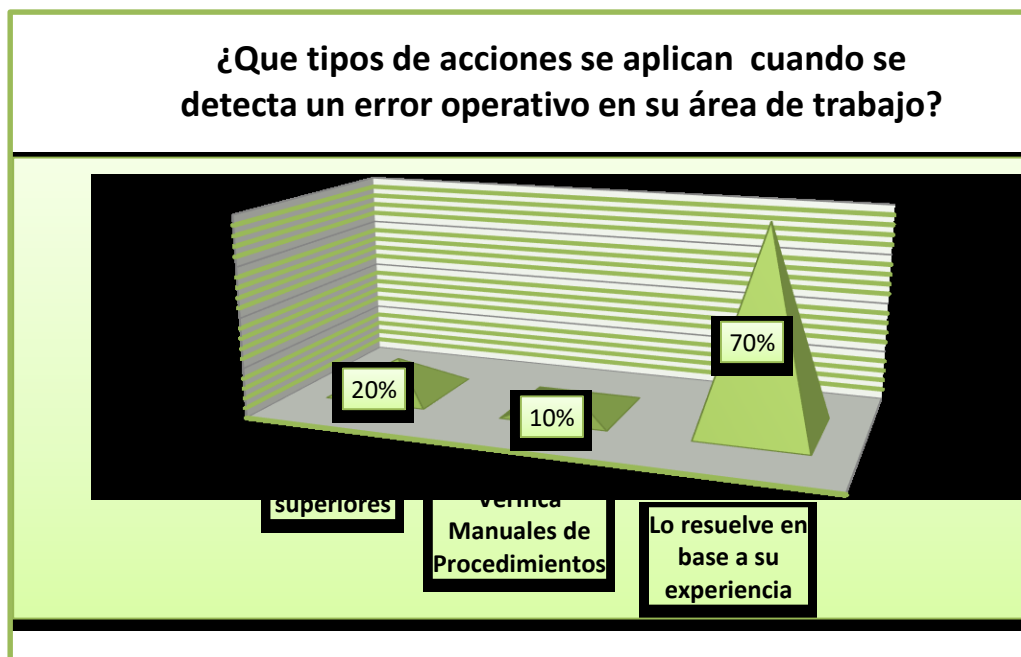 ¿Que tipos de acciones se aplican cuando se
detecta un error operativo en su área de trabajo?
70%
20%
10%
superiores
Verifica
Manuales de
Procedimientos
Lo resuelve en
base a su
experiencia